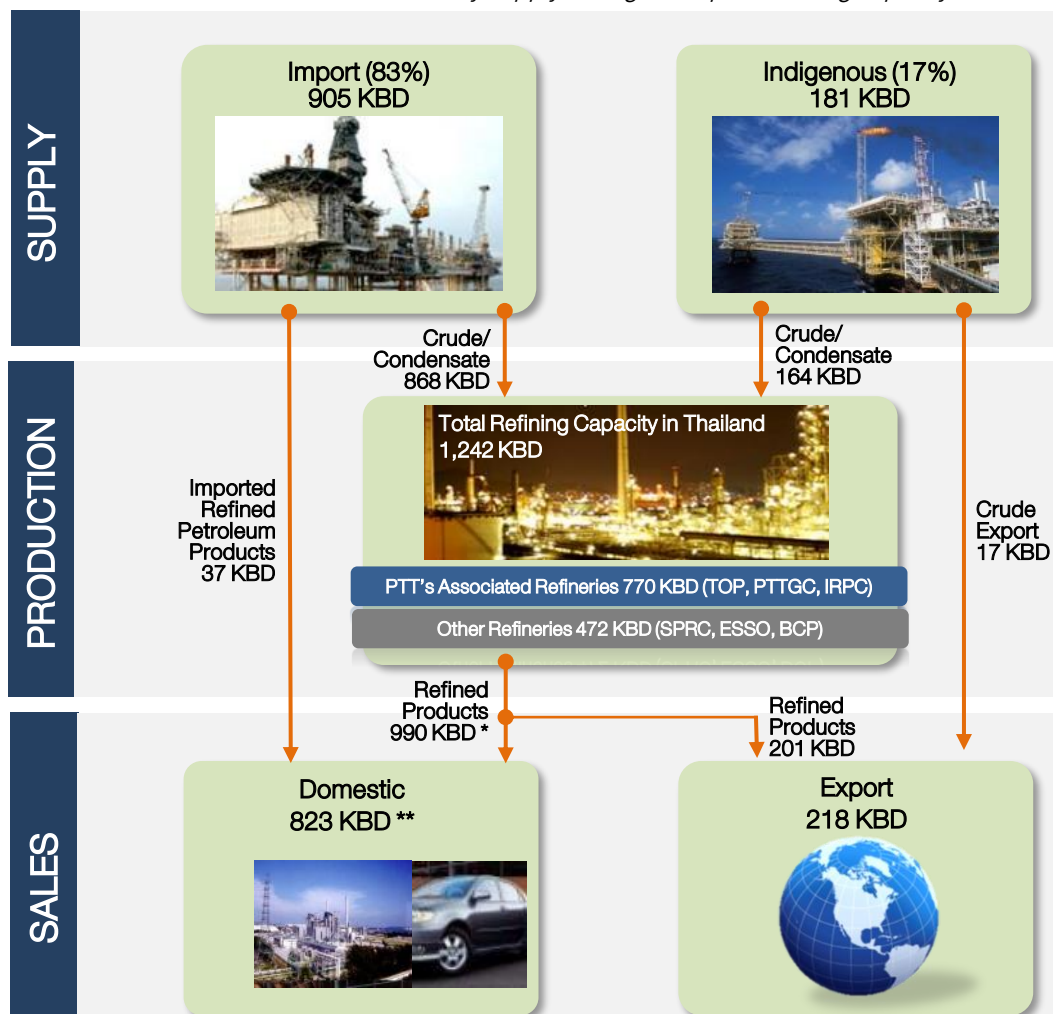 SUPPLY
Import (83%)
905 KBD
Indigenous (17%)
181 KBD
Crude/
Condensate
868 KBD
Crude/
Condensate
164 KBD
PRODUCTION
Imported
Refined
Petroleum
Products
37 KBD
Total Refining Capacity in Thailand
1,242 KBD
PTT's Associated Refineries 770 KBD (TOP, PTTGC, IRPC)
Other Refineries 472 KBD (SPRC, ESSO, BCP)
Crude
Export
17 KBD
Refined
Products
990 KBD *
Refined
Products
201 KBD
SALES
Domestic
823 KBD **
Export
218 KBD